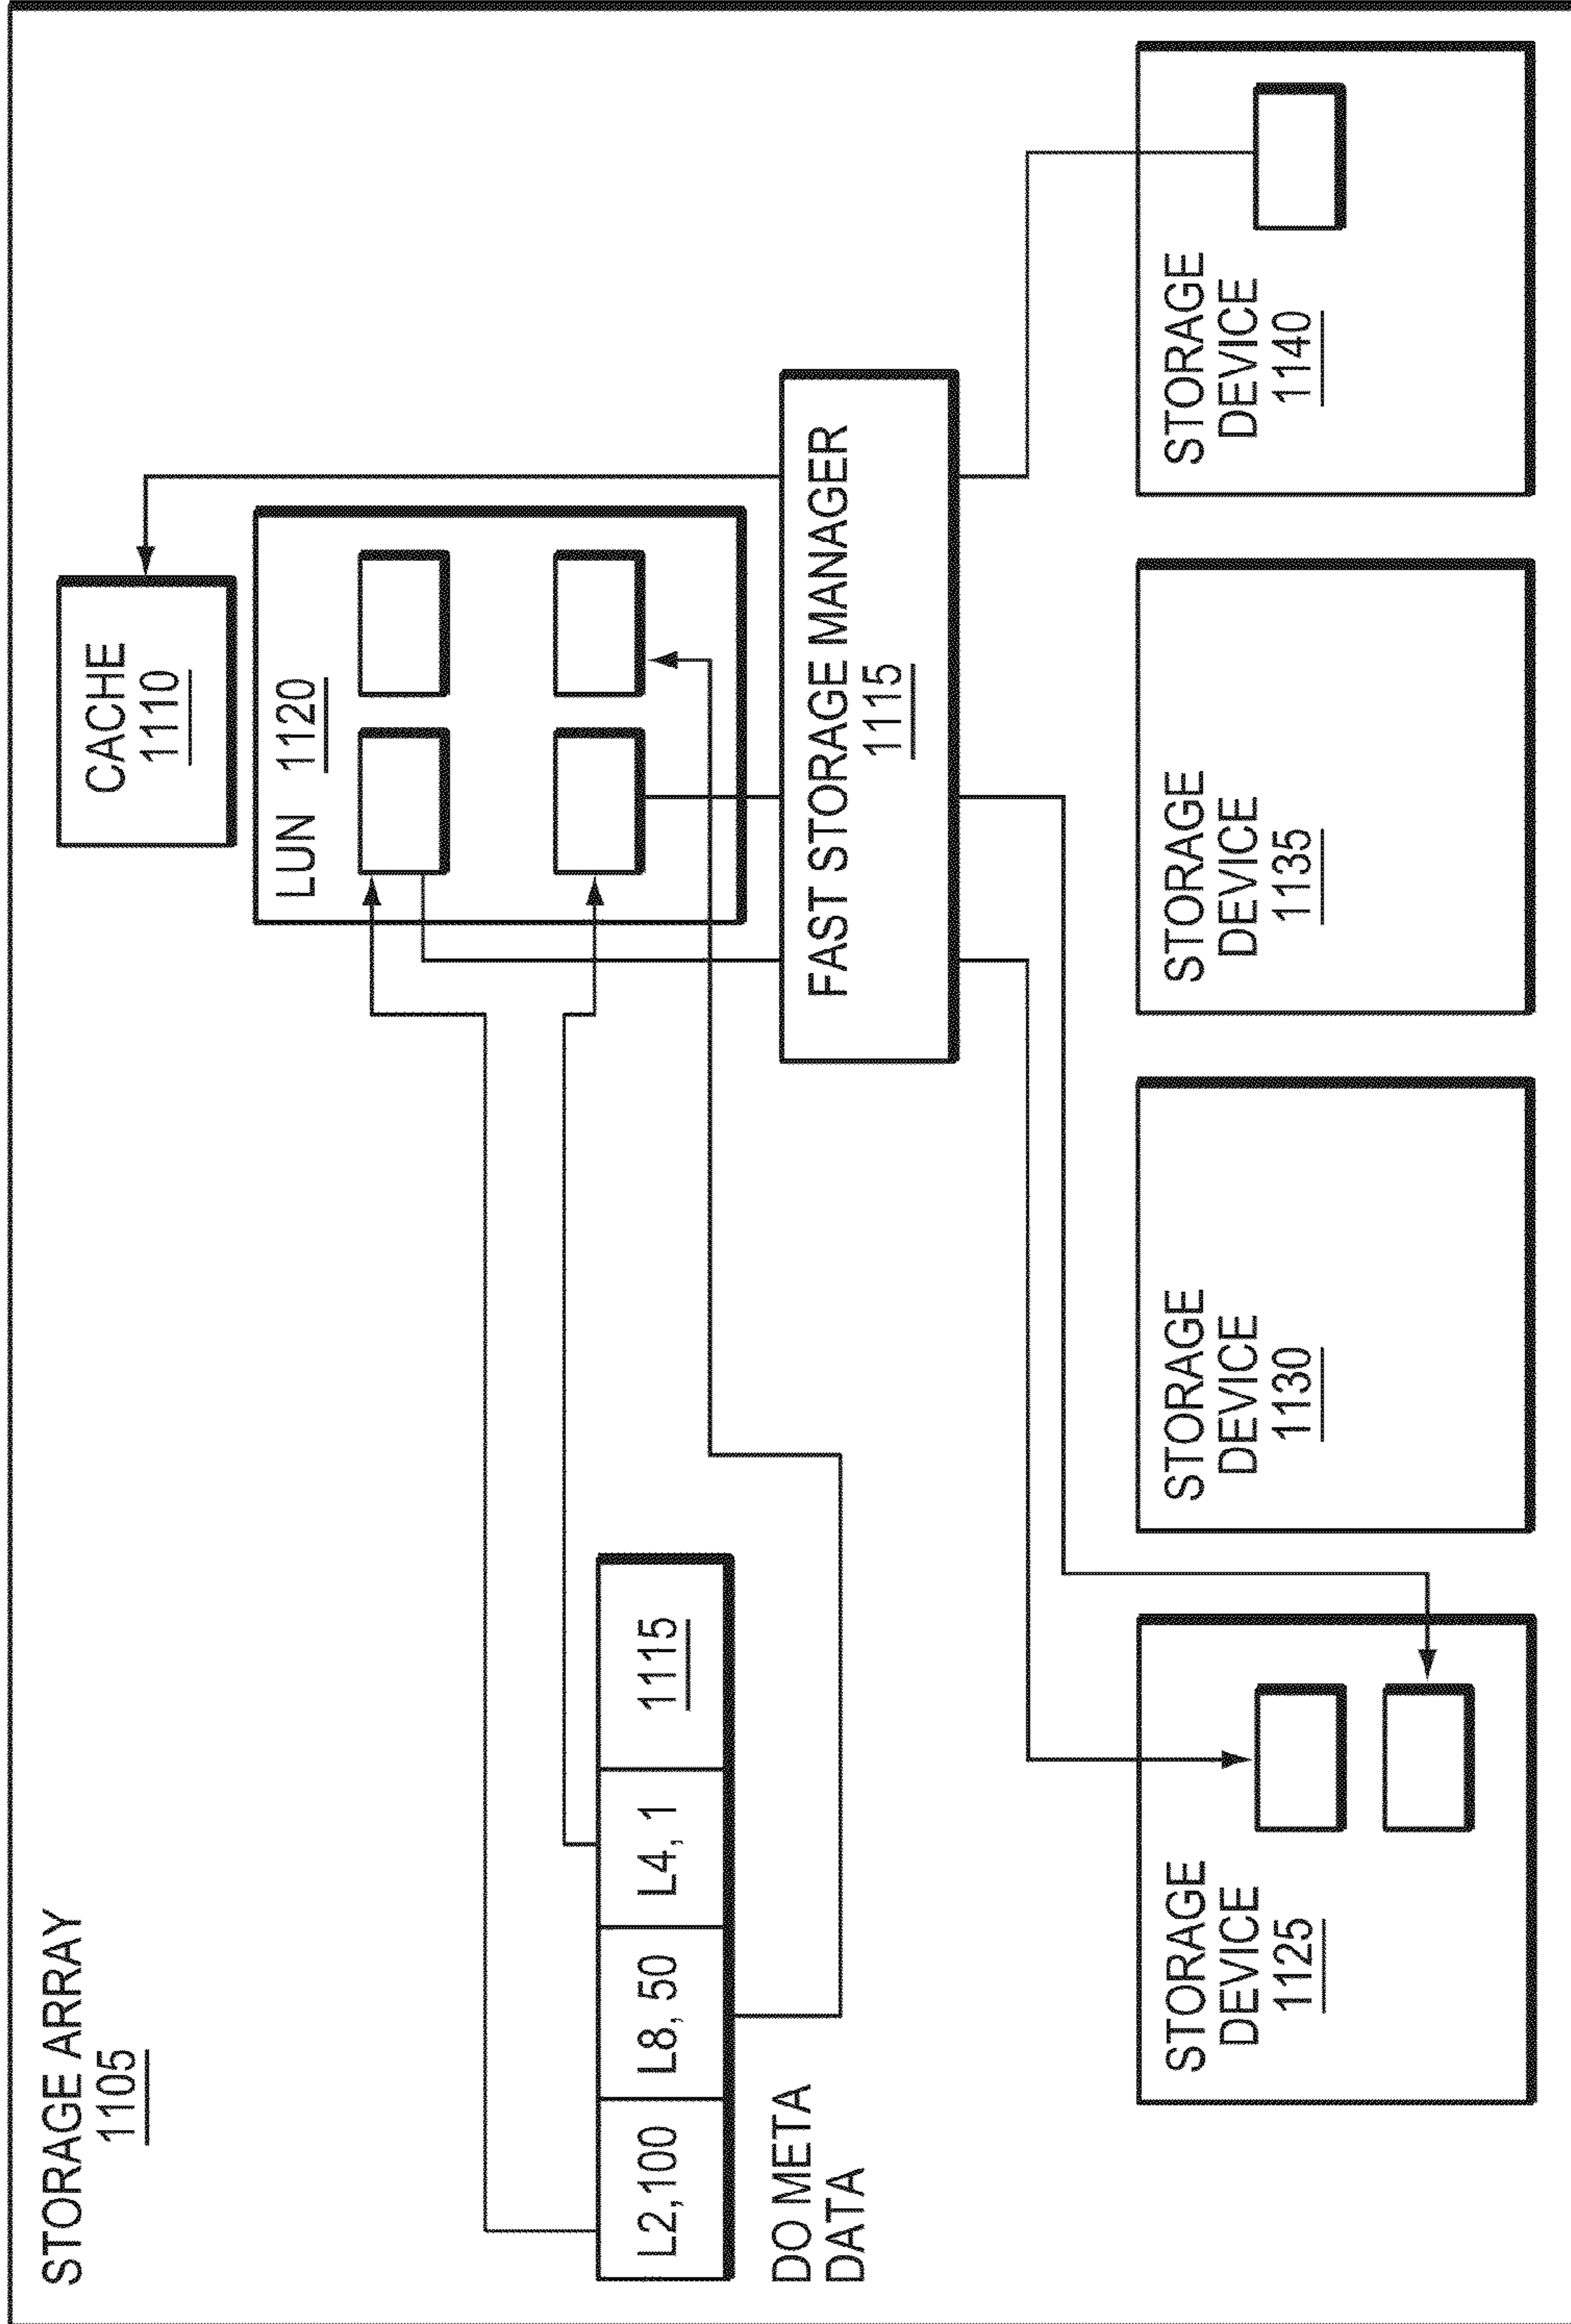 STORAGE ARRAY
1105
CACHE
1110
LUN 1120
L2,100
L8, 50
L4, 1
1115
DO META
DATA
FAST STORAGE MANAGER
1115
STORAGE
DEVICE
1125
STORAGE
DEVICE
1130
STORAGE
DEVICE
1135
STORAGE
DEVICE
1140